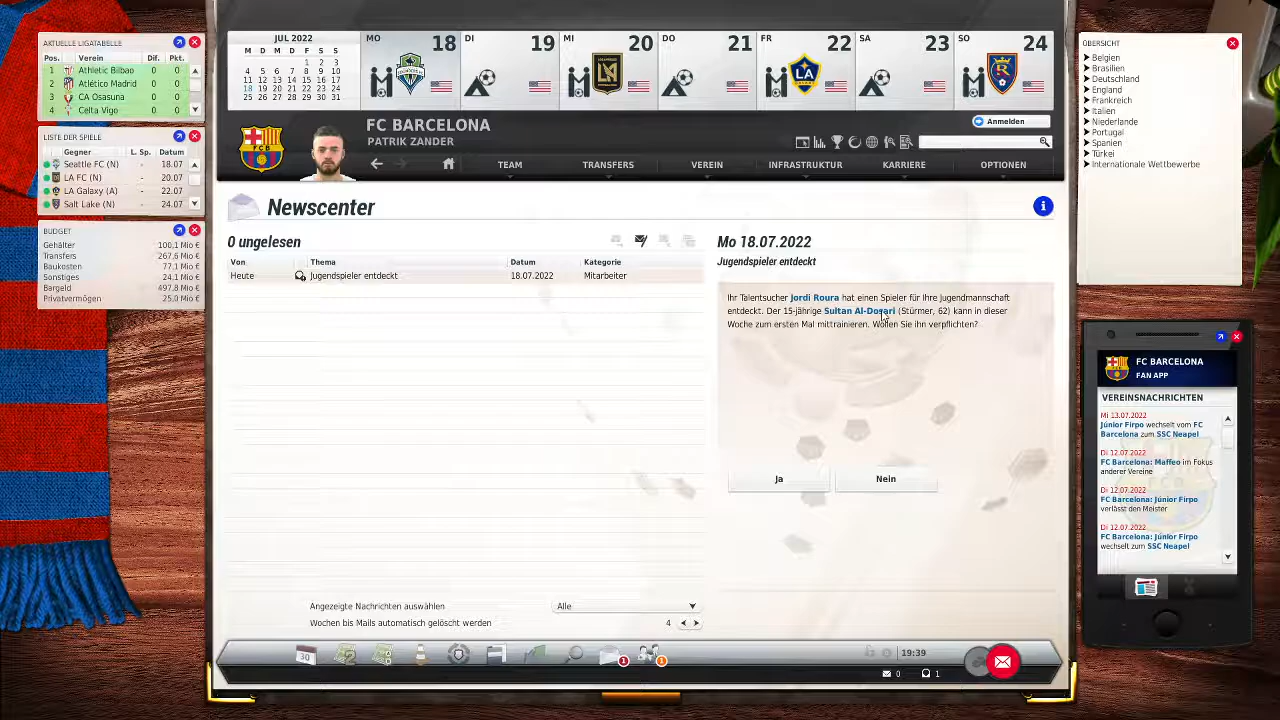 AKTUELLE LIGATABELLE
Pos. Verein Dif. Pkt.
1 Athletic Bilbao 0 0
2 Atlético Madrid 0 0
3 CA Osasuna 0 0
4 Celta Vigo 0 0
LISTE DER SPIELE
Gegner L. Sp. Datum
Seattle FC (N) - 18.07
LA FC (N) - 20.07
LA Galaxy (A) - 22.07
Salt Lake (N) - 24.07
BUDGET
Gehälter 100,1 Mio €
Transfers 267,6 Mio €
Baukosten 77,1 Mio €
Sonstiges 24,1 Mio €
Bargeld 497,8 Mio €
Privatvermögen 25,0 Mio €
JUL 2022
M D M D F S S
1 2 3
4 5 6 7 8 9 10
11 12 13 14 15 16 17
18 19 20 21 22 23 24
25 26 27 28 29 30 31
MO 18
DI 19
MI 20
DO 21
FR 22
SA 23
SO 24
FC BARCELONA
PATRIK ZANDER
Anmelden
TEAM TRANSFERS VEREIN INFRASTRUKTUR KARRIERE OPTIONEN
Newscenter
0 ungelesen
Von Thema Datum Kategorie
Heute Jugendspieler entdeckt 18.07.2022 Mitarbeiter
Mo 18.07.2022
Jugendspieler entdeckt
Ihr Talentsucher Jordi Roura hat einen Spieler für Ihre Jugendmannschaft
entdeckt. Der 15-jährige Sultan Al-Dosari (Stürmer, 62) kann in dieser
Woche zum ersten Mal mittrainieren. Wollen Sie ihn verpflichten?
Ja Nein
Angezeigte Nachrichten auswählen Alle
Wochen bis Mails automatisch gelöscht werden 4
30
1
1
19:39
0 1
ÜBERSICHT
Belgien
Brasilien
Deutschland
England
Frankreich
Italien
Niederlande
Portugal
Spanien
Türkei
Internationale Wettbewerbe
FC BARCELONA
FAN APP
VEREINSNACHRICHTEN
Mi 13.07.2022
Júnior Firpo wechselt vom FC
Barcelona zum SSC Neapel
Di 12.07.2022
FC Barcelona: Maffeo im Fokus
anderer Vereine
Di 12.07.2022
FC Barcelona: Júnior Firpo
verlässt den Meister
Di 12.07.2022
FC Barcelona: Júnior Firpo
wechselt zum SSC Neapel